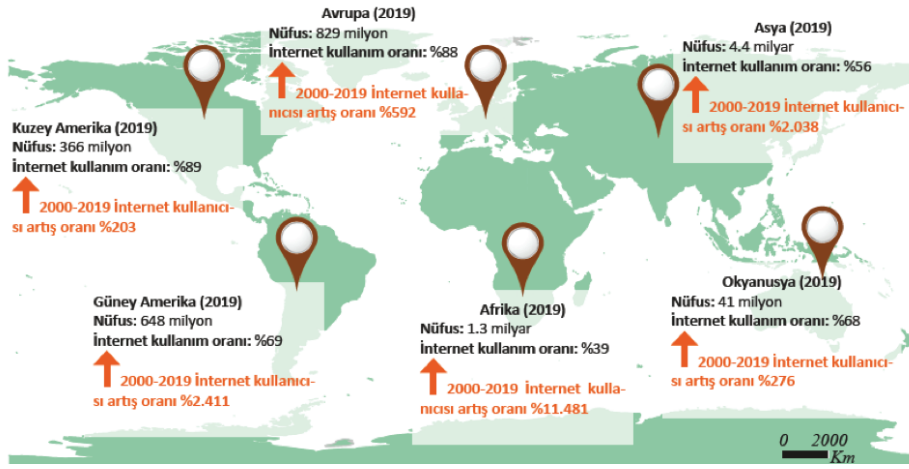 Avrupa (2019)
Nüfus: 829 milyon
İnternet kullanım oranı: %88
2000-2019 İnternet kulla-
nıcısı artış oranı %592
Asya (2019)
Nüfus: 4.4 milyar
İnternet kullanım oranı: %56
2000-2019 İnternet kullanıcı-
sı artış oranı %2.038
Kuzey Amerika (2019)
Nüfus: 366 milyon
İnternet kullanım oranı: %89
2000-2019 İnternet kullanıcı-
sı artış oranı %203
Güney Amerika (2019)
Nüfus: 648 milyon
İnternet kullanım oranı: %69
2000-2019 İnternet kullanıcı-
sı artış oranı %2.411
Afrika (2019)
Nüfus: 1.3 milyar
İnternet kullanım oranı: %39
2000-2019 İnternet kulla-
nıcısı artış oranı %11.481
Okyanusya (2019)
Nüfus: 41 milyon
İnternet kullanım oranı: %68
2000-2019 İnternet kullanıcı-
sı artış oranı %276
0 2000
Km